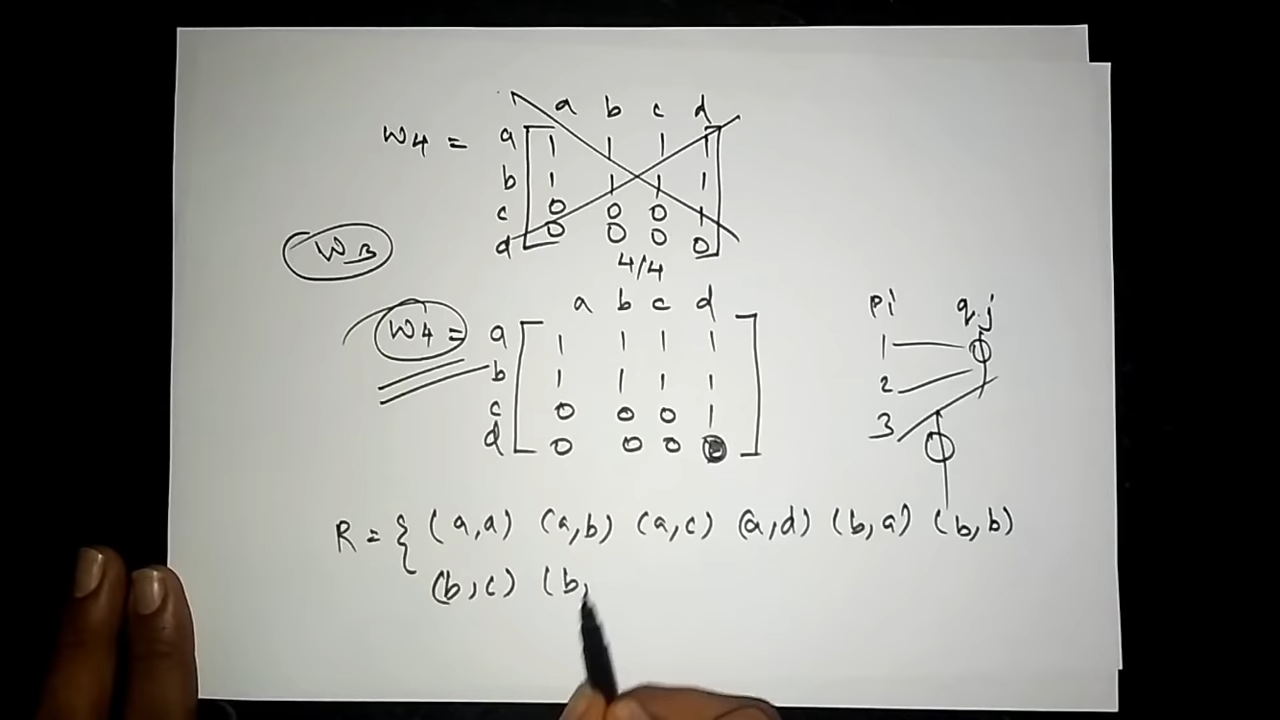 a b c d
W4 = a 1 1 1 1
b 1 1 1 1
c 0 0 0 1
d 0 0 0 0
W3
4/4
a b c d
W4 = a 1 1 1 1
b 1 1 1 1
c 0 0 0 1
d 0 0 0 0
Pi qj
1
2
3
R = { (a,a) (a,b) (a,c) (a,d) (b,a) (b,b)
(b,c) (b,